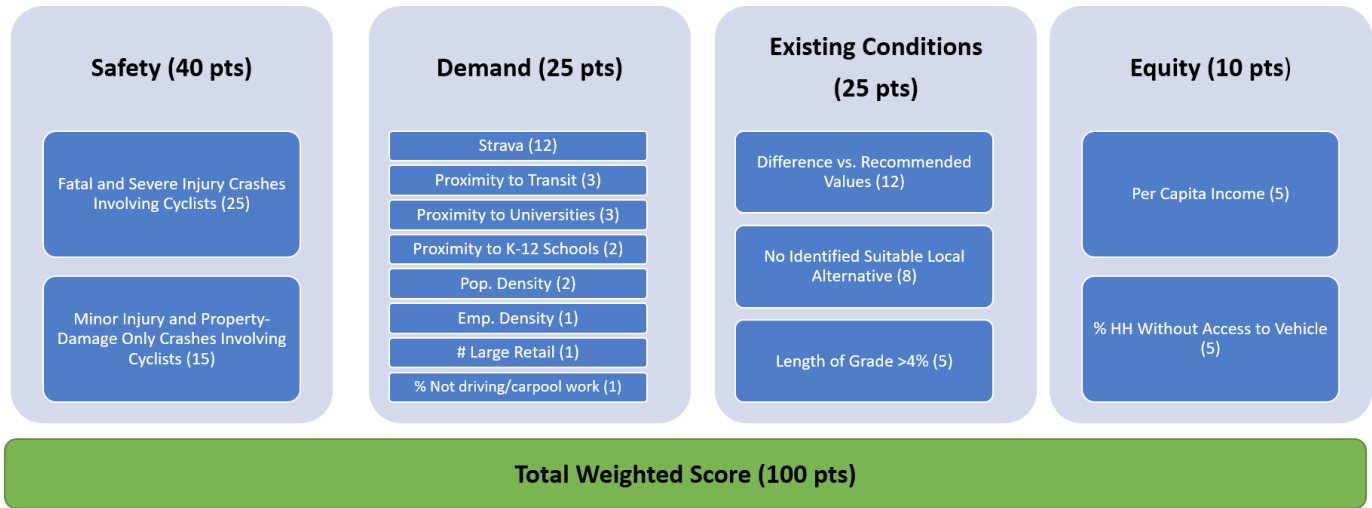 Safety (40 pts)
Fatal and Severe Injury Crashes
Involving Cyclists (25)
Minor Injury and Property-
Damage Only Crashes Involving
Cyclists (15)
Demand (25 pts)
Strava (12)
Proximity to Transit (3)
Proximity to Universities (3)
Proximity to K-12 Schools (2)
Pop. Density (2)
Emp. Density (1)
# Large Retail (1)
% Not driving/carpool work (1)
Existing Conditions
(25 pts)
Difference vs. Recommended
Values (12)
No Identified Suitable Local
Alternative (8)
Length of Grade >4% (5)
Equity (10 pts)
Per Capita Income (5)
% HH Without Access to Vehicle
(5)
Total Weighted Score (100 pts)